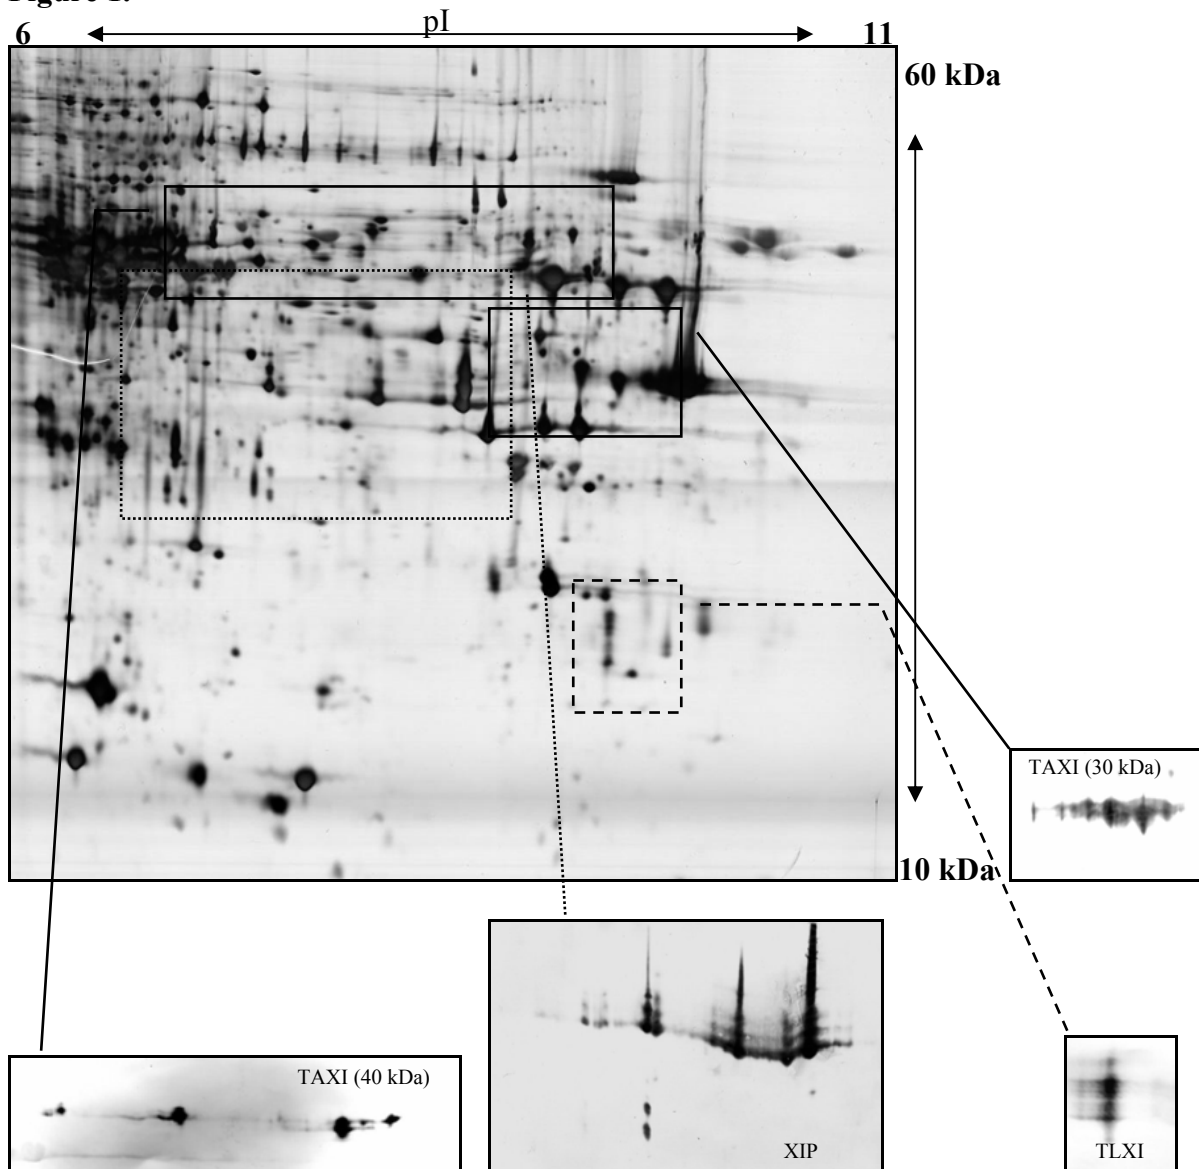 Figure 1.
pI
6
11
60 kDa
TAXI (30 kDa)
10 kDa
TAXI (40 kDa)
XIP
TLXI